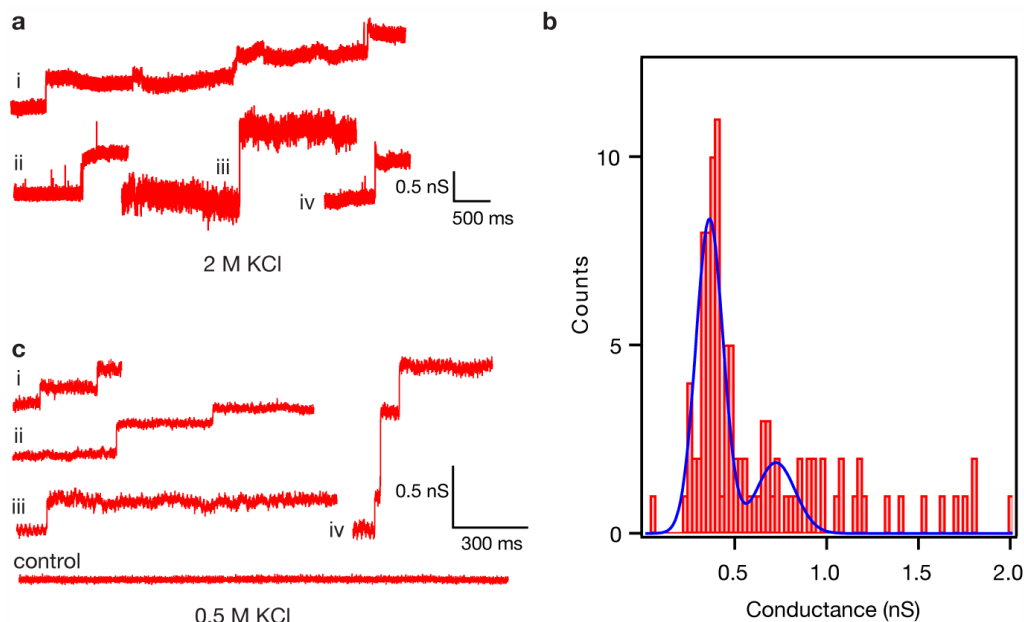 a
i
ii
iii
iv
0.5 nS
500 ms
2 M KCl
b
Counts
10
5
0
0.5
1.0
1.5
2.0
Conductance (nS)
c
i
ii
iii
iv
0.5 nS
300 ms
control
0.5 M KCl